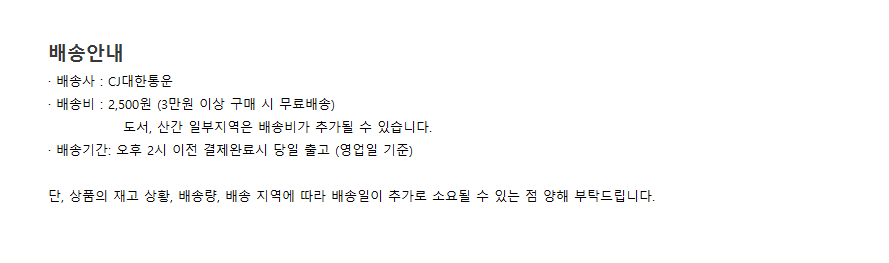 배송안내
· 배송사 : CJ대한통운
· 배송비 : 2,500원 (3만원 이상 구매 시 무료배송)
도서, 산간 일부지역은 배송비가 추가될 수 있습니다.
· 배송기간: 오후 2시 이전 결제완료시 당일 출고 (영업일 기준)
단, 상품의 재고 상황, 배송량, 배송 지역에 따라 배송일이 추가로 소요될 수 있는 점 양해 부탁드립니다.